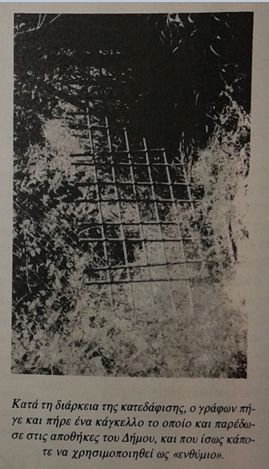 Κατά τη διάρκεια της κατεδάφισης, ο γράφων πή-
γε και πήρε ένα κάγκελλο το οποίο και παρέδω-
σε στις αποθήκες του Δήμου, και που ίσως κάπο-
τε να χρησιμοποιηθεί ως «ενθύμιο».